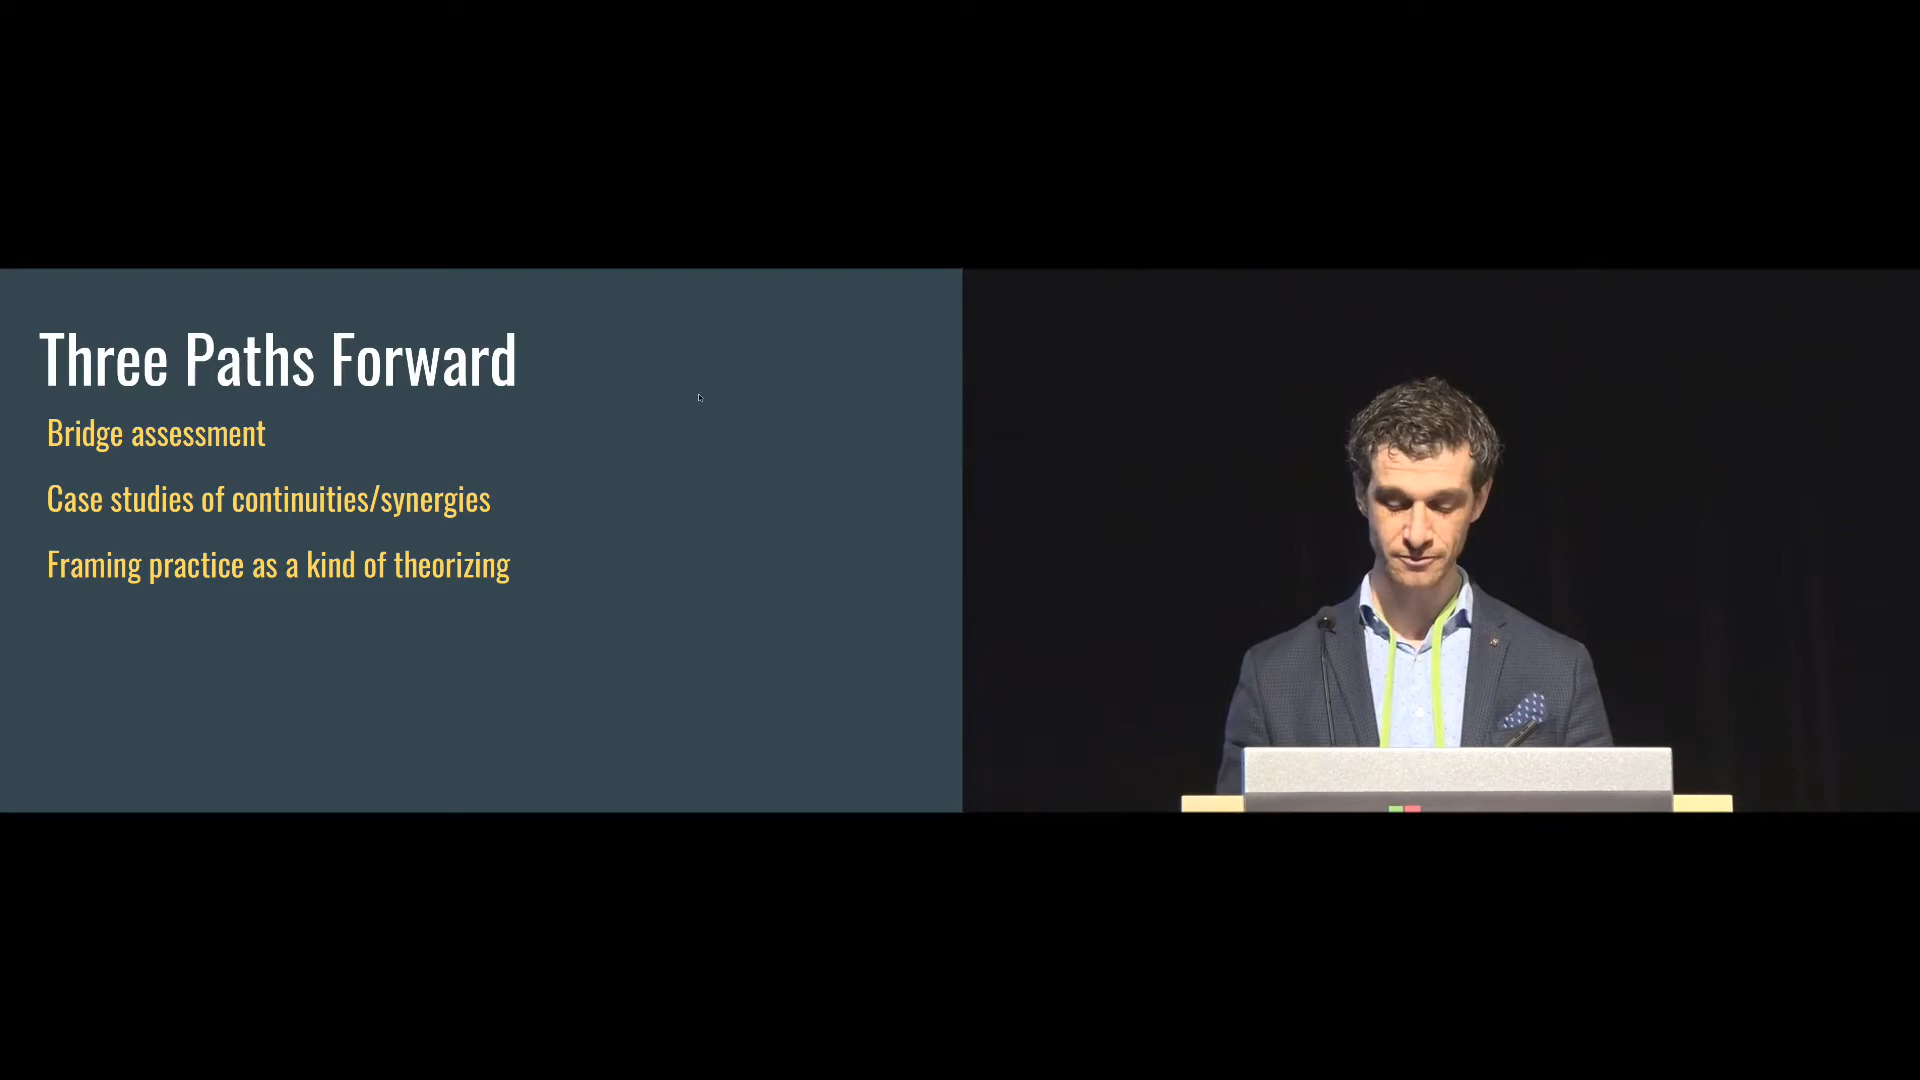 Three Paths Forward
Bridge assessment
Case studies of continuities/synergies
Framing practice as a kind of theorizing